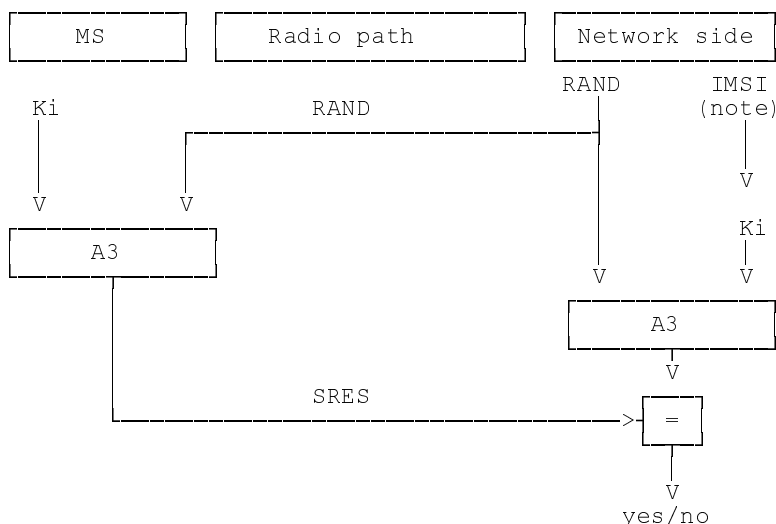 MS Radio path Network side
RAND IMSI
Ki RAND (note)
V
V V
Ki
A3
V V
A3
V
SRES
> =
V
yes/no